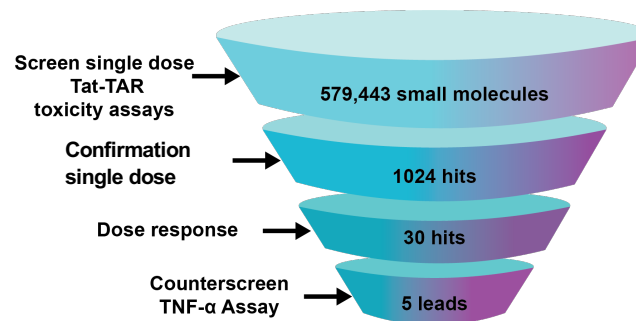 Screen single dose
Tat-TAR
toxicity assays
579,443 small molecules
Confirmation
single dose
1024 hits
Dose response
30 hits
Counterscreen
TNF-α Assay
5 leads